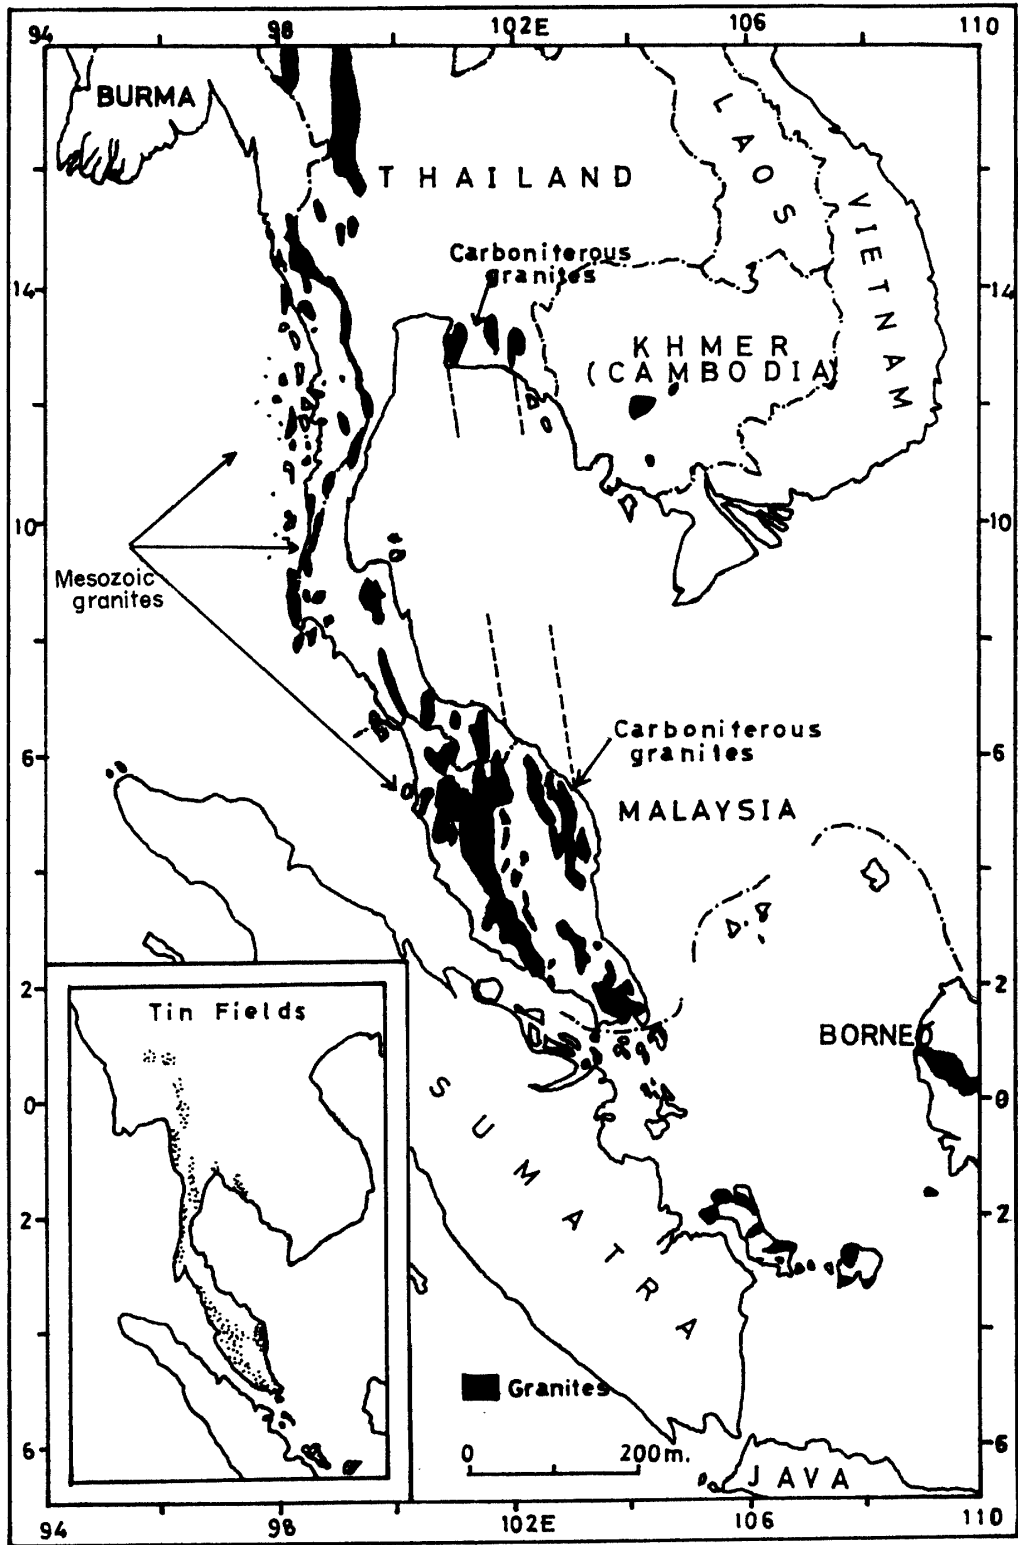 94 98 102E 106 110
BURMA
THAILAND
LAOS
VIETNAM
Carboniterous
granites
14 14
KHMER
(CAMBODIA)
10 10
Mesozoic
granites
Carboniterous
granites
6 6
MALAYSIA
2 2
Tin Fields
BORNEO
0 0
SUMATRA
2 2
Granites
6 6
0 200m.
JAVA
94 98 102E 106 110